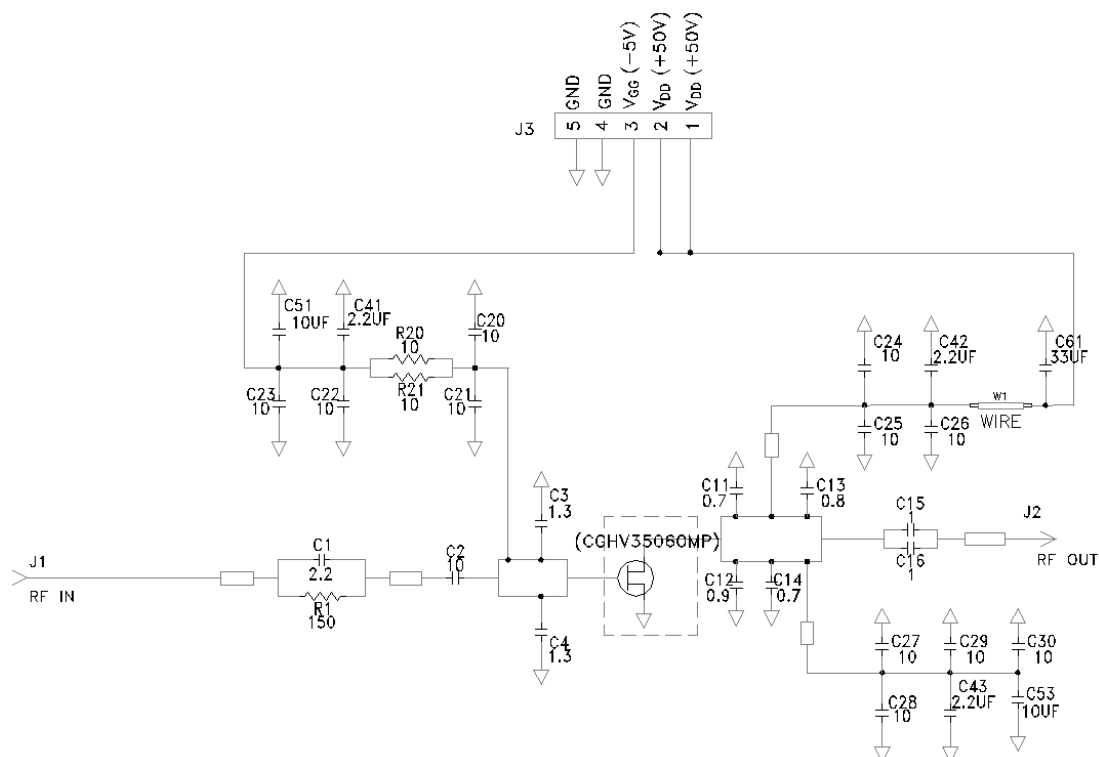 GND
GND
VGG (-5V)
VDD (+50V)
VDD (+50V)
J3
5
4
3
2
1
C51
10UF
C41
2.2UF
R20
10
C20
10
R21
10
C23
10
C22
10
C21
10
C24
10
C42
2.2UF
C61
33UF
W1
WIRE
C25
10
C26
10
C3
1.3
C11
0.7
C13
0.8
C15
1
J2
(CGHV35060MP)
RF OUT
C16
1
J1
RF IN
C1
2.2
C2
10
R1
150
C12
0.9
C14
0.7
C4
1.3
C27
10
C29
10
C30
10
C28
10
C43
2.2UF
C53
10UF